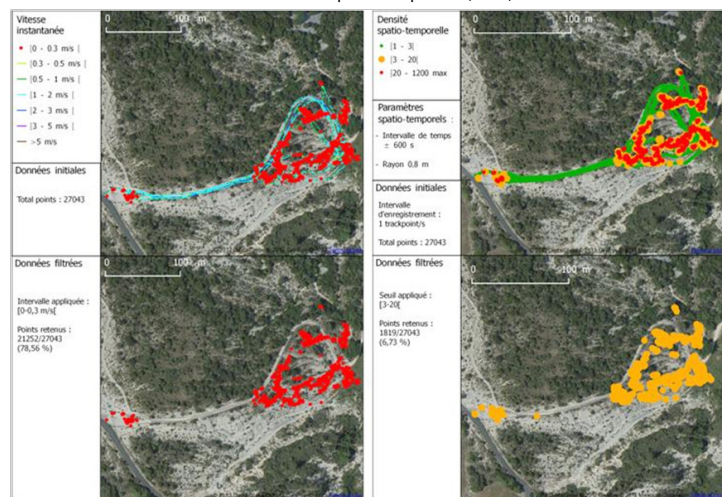 Vitesse
instantanée
[0 - 0.3 m/s [
[0.3 - 0.5 m/s [
[0.5 - 1 m/s [
[1 - 2 m/s [
[2 - 3 m/s [
[3 - 5 m/s [
>5 m/s
Données initiales
Total points : 27043
0 100 m
Densité
spatio-temporelle
[1 - 3[
[3 - 20[
[20 - 1200 max
Paramètres
spatio-temporels :
- Intervalle de temps
± 600 s
- Rayon 0,8 m
Données initiales
Intervalle
d'enregistrement :
1 trackpoint/s
Total points : 27043
0 100 m
Données filtrées
Intervalle appliquée :
[0-0,3 m/s[
Points retenus :
21252/27043
(78,56 %)
0 100 m
Données filtrées
Seuil appliqué :
[3-20[
Points retenus :
1819/27043
(6,73 %)
0 100 m